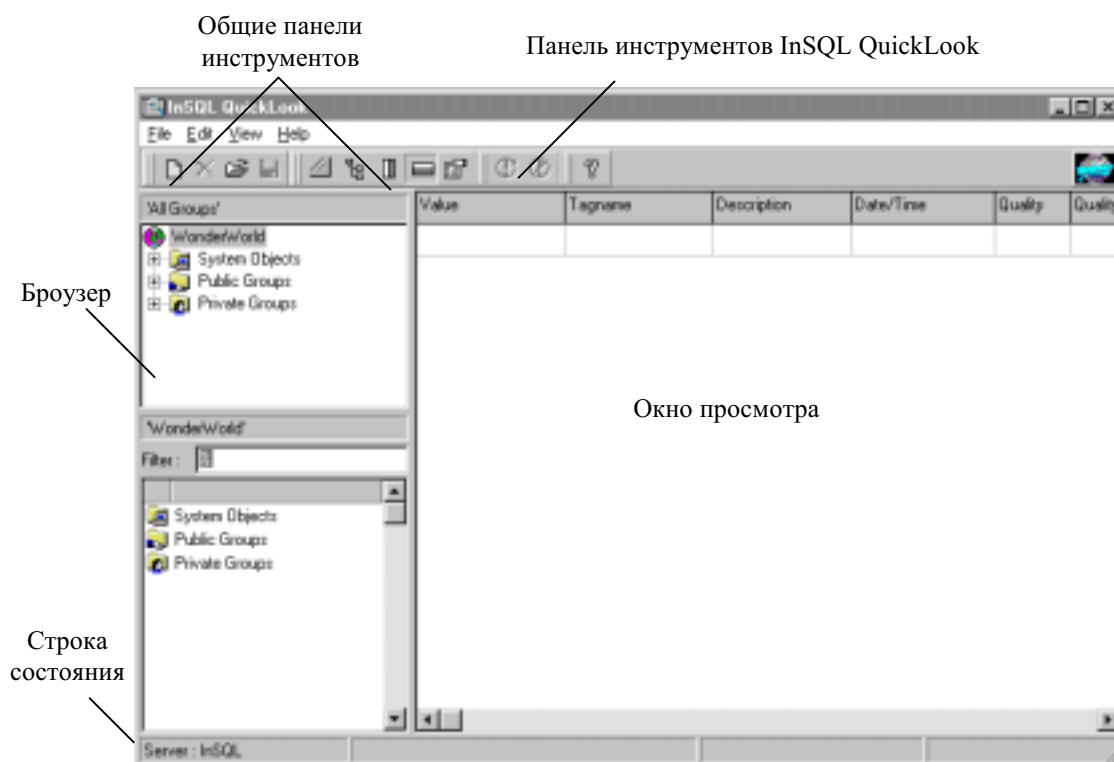 Общие панели
инструментов
Панель инструментов InSQL QuickLook
InSQL QuickLook
File Edit View Help
'All Groups'
WonderWorld
System Objects
Public Groups
Private Groups
Value Tagname Description Date/Time Quality Quality
Броузер
Окно просмотра
'WonderWorld'
Filter :
System Objects
Public Groups
Private Groups
Строка
состояния
Server : InSQL